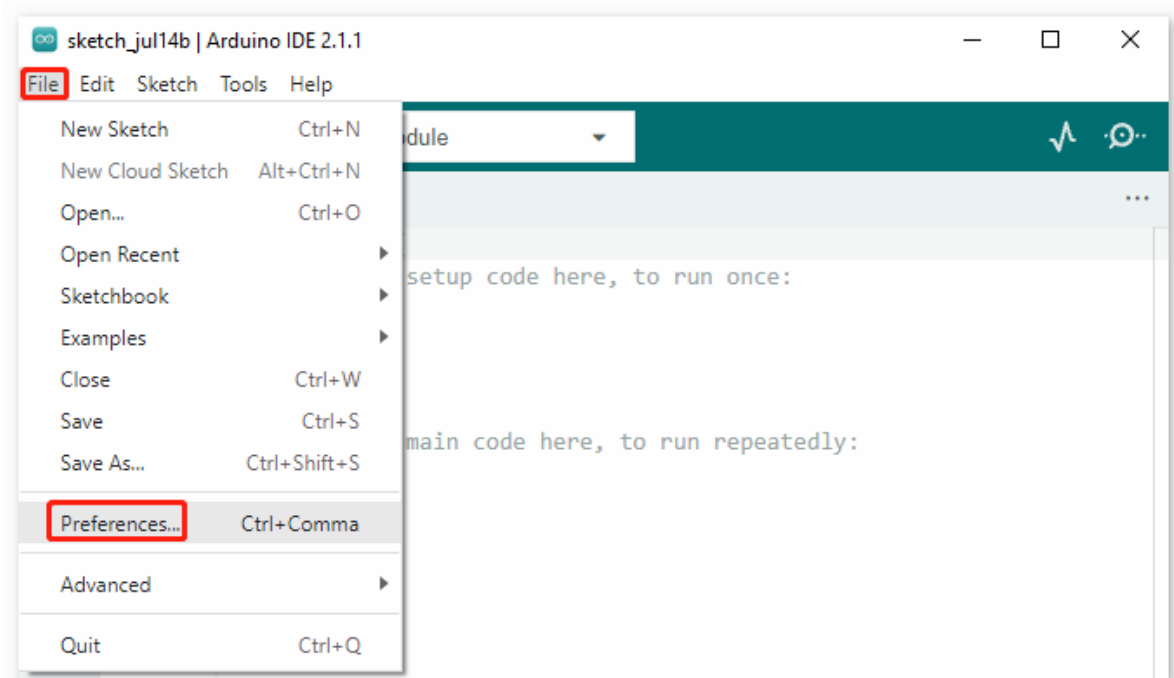 sketch_jul14b | Arduino IDE 2.1.1
File Edit Sketch Tools Help
New Sketch Ctrl+N
New Cloud Sketch Alt+Ctrl+N
Open... Ctrl+O
Open Recent
Sketchbook
Examples
Close Ctrl+W
Save Ctrl+S
Save As... Ctrl+Shift+S
Preferences... Ctrl+Comma
Advanced
Quit Ctrl+Q
dule
setup code here, to run once:
main code here, to run repeatedly: